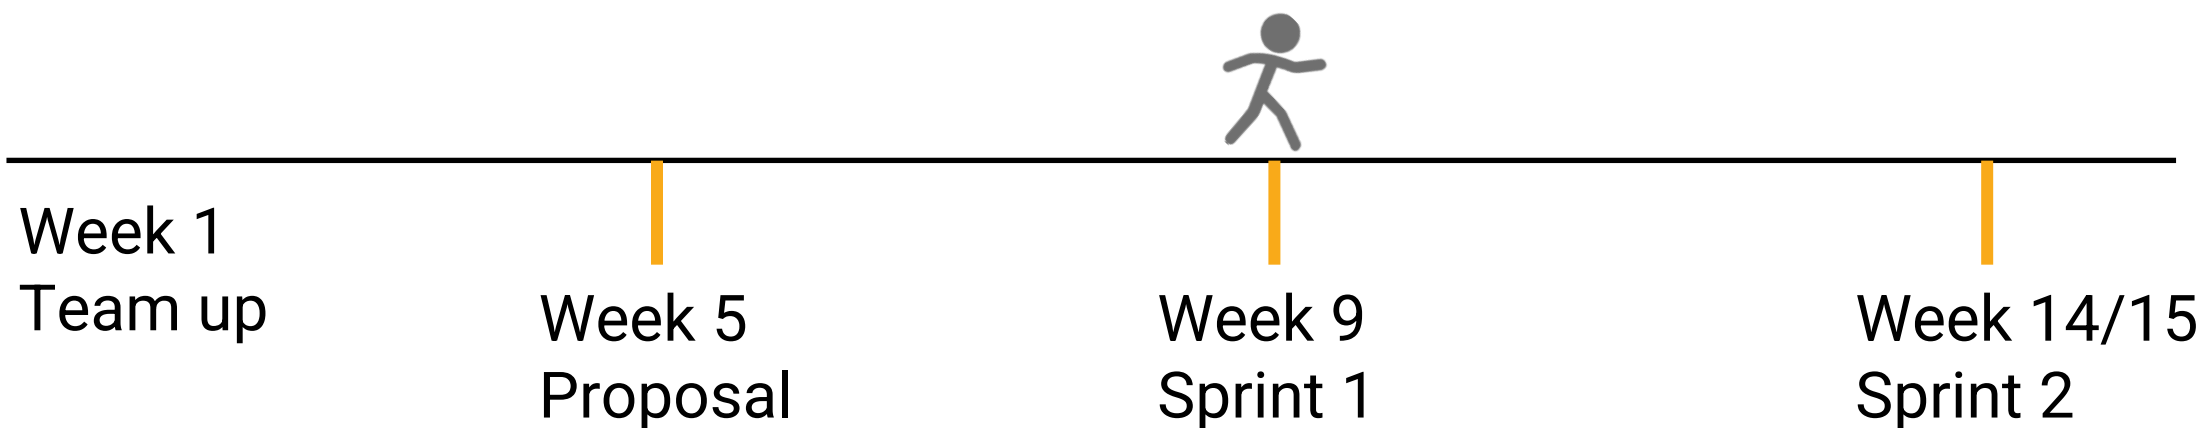 Week 1
Team up
Week 5
Proposal
Week 9
Sprint 1
Week 14/15
Sprint 2